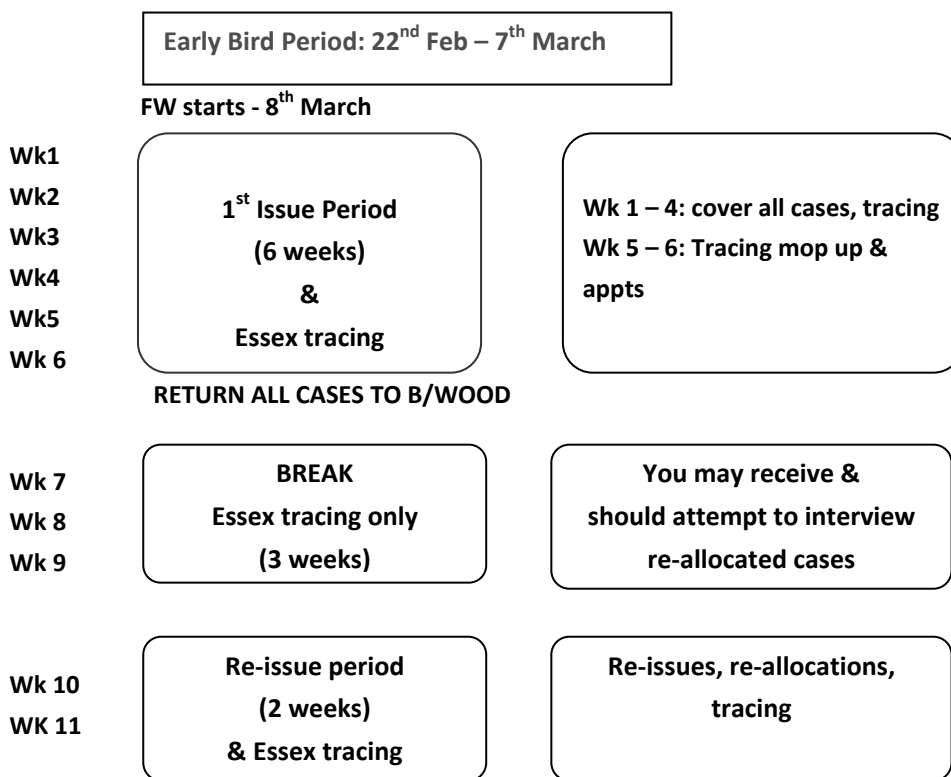 Early Bird Period: 22nd Feb – 7th March
FW starts - 8th March
Wk1
Wk2
Wk3
Wk4
Wk5
Wk 6
1st Issue Period
(6 weeks)
&
Essex tracing
Wk 1 – 4: cover all cases, tracing
Wk 5 – 6: Tracing mop up &
appts
RETURN ALL CASES TO B/WOOD
Wk 7
Wk 8
Wk 9
BREAK
Essex tracing only
(3 weeks)
You may receive &
should attempt to interview
re-allocated cases
Wk 10
WK 11
Re-issue period
(2 weeks)
& Essex tracing
Re-issues, re-allocations,
tracing